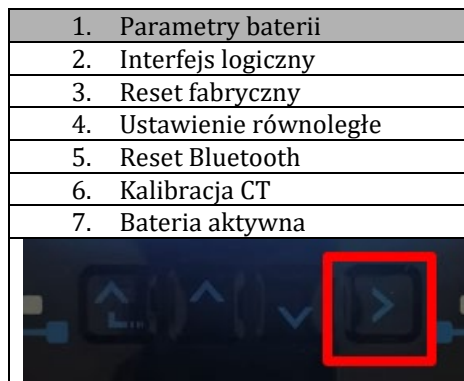 1. Parametry baterii
2. Interfejs logiczny
3. Reset fabryczny
4. Ustawienie równoległe
5. Reset Bluetooth
6. Kalibracja CT
7. Bateria aktywna